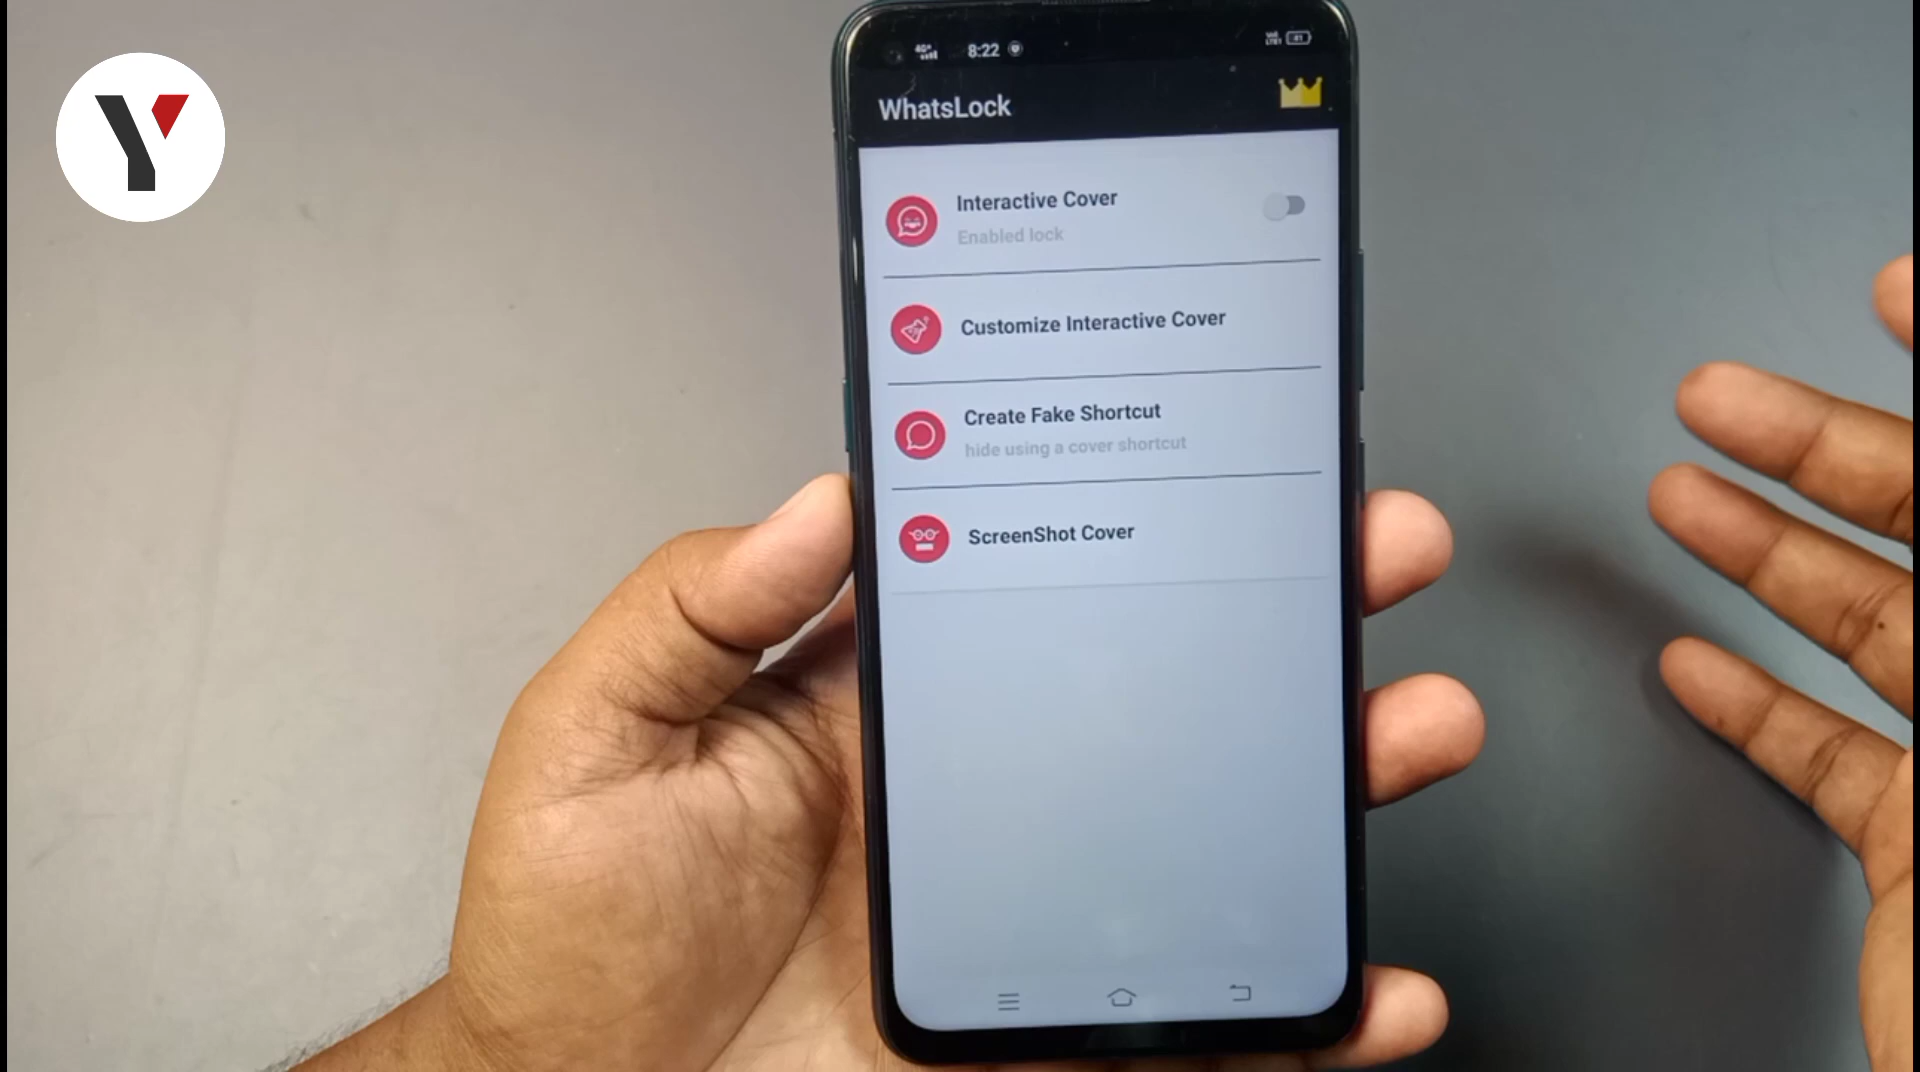 Y
4G+
8:22
WhatsLock
Interactive Cover
Enabled lock
Customize Interactive Cover
Create Fake Shortcut
hide using a cover shortcut
ScreenShot Cover